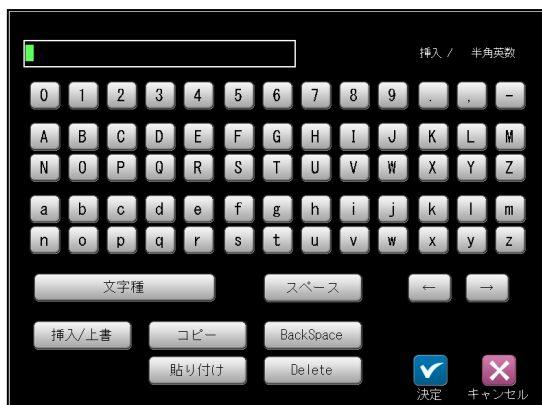 挿入 / 半角英数
0 1 2 3 4 5 6 7 8 9 . , -
A B C D E F G H I J K L M
N O P Q R S T U V W X Y Z
a b c d e f g h i j k l m
n o p q r s t u v w x y z
文字種 スペース ← →
挿入/上書 コピー BackSpace
貼り付け Delete
決定 キャンセル